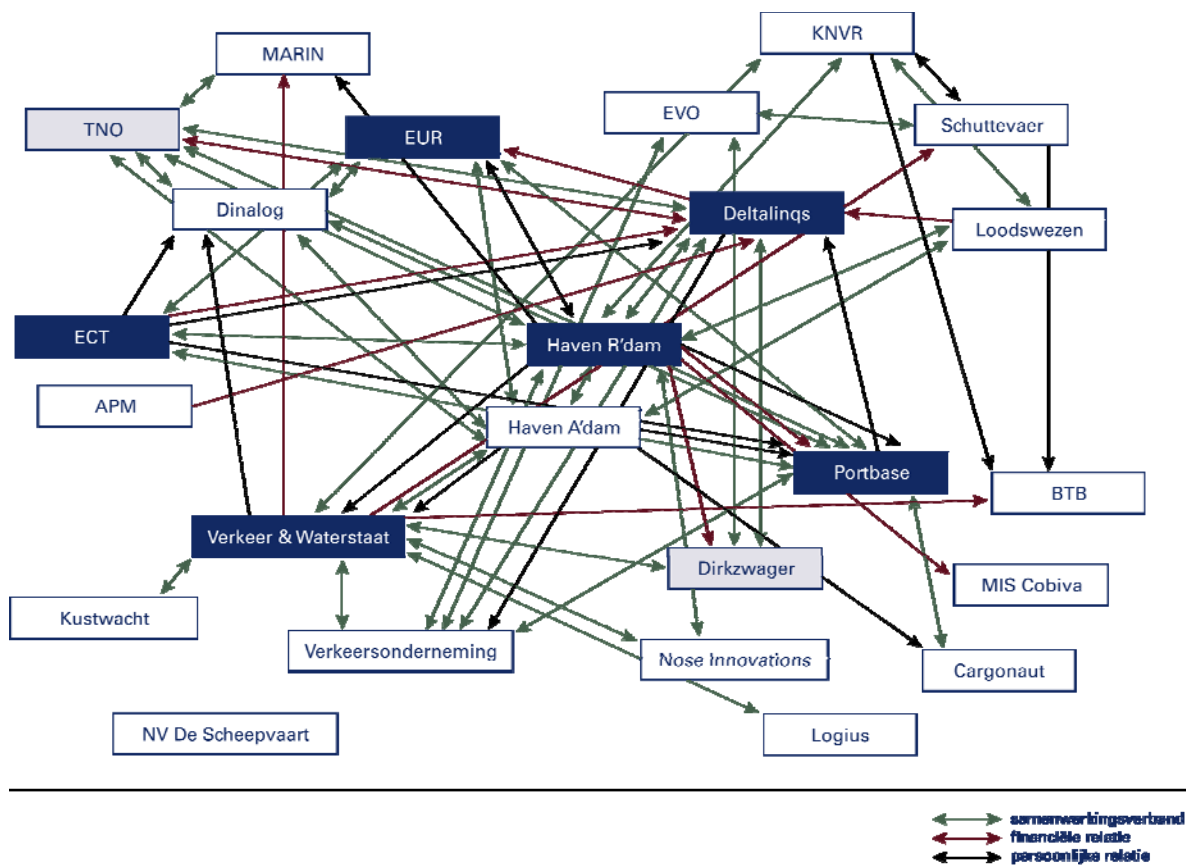 KNVR
MARIN
EVO
TNO
EUR
Schuttevaer
Dinalog
Deltalinqs
Loodswezen
ECT
Haven R'dam
APM
Haven A'dam
Portbase
BTB
Verkeer & Waterstaat
Dirkzwager
MIS Cobiva
Kustwacht
Verkeersonderneming
Nose Innovations
Cargonaut
NV De Scheepvaart
Logius
samenwerkingsverband
financiële relatie
persoonlijke relatie